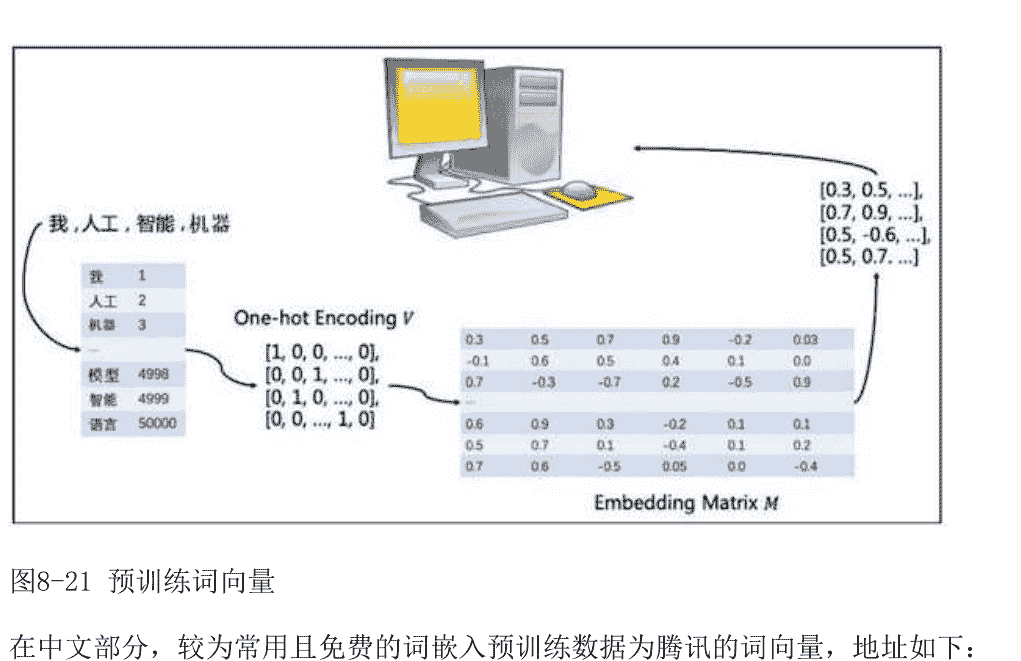 我 ,人工 , 智能 , 机器
我 1
人工 2
机器 3
...
模型 4998
智能 4999
语言 50000
One-hot Encoding V
[1, 0, 0, ..., 0],
[0, 0, 1, ..., 0],
[0, 1, 0, ..., 0],
[0, 0, ..., 1, 0]
0.3 0.5 0.7 0.9 -0.2 0.03
-0.1 0.6 0.5 0.4 0.1 0.0
0.7 -0.3 -0.7 0.2 -0.5 0.9
...
0.6 0.9 0.3 -0.2 0.1 0.1
0.5 0.7 0.1 -0.4 0.1 0.2
0.7 0.6 -0.5 0.05 0.0 -0.4
Embedding Matrix M
[0.3, 0.5, ...],
[0.7, 0.9, ...],
[0.5, -0.6, ...],
[0.5, 0.7. ...]
图8-21 预训练词向量
在中文部分，较为常用且免费的词嵌入预训练数据为腾讯的词向量，地址如下：